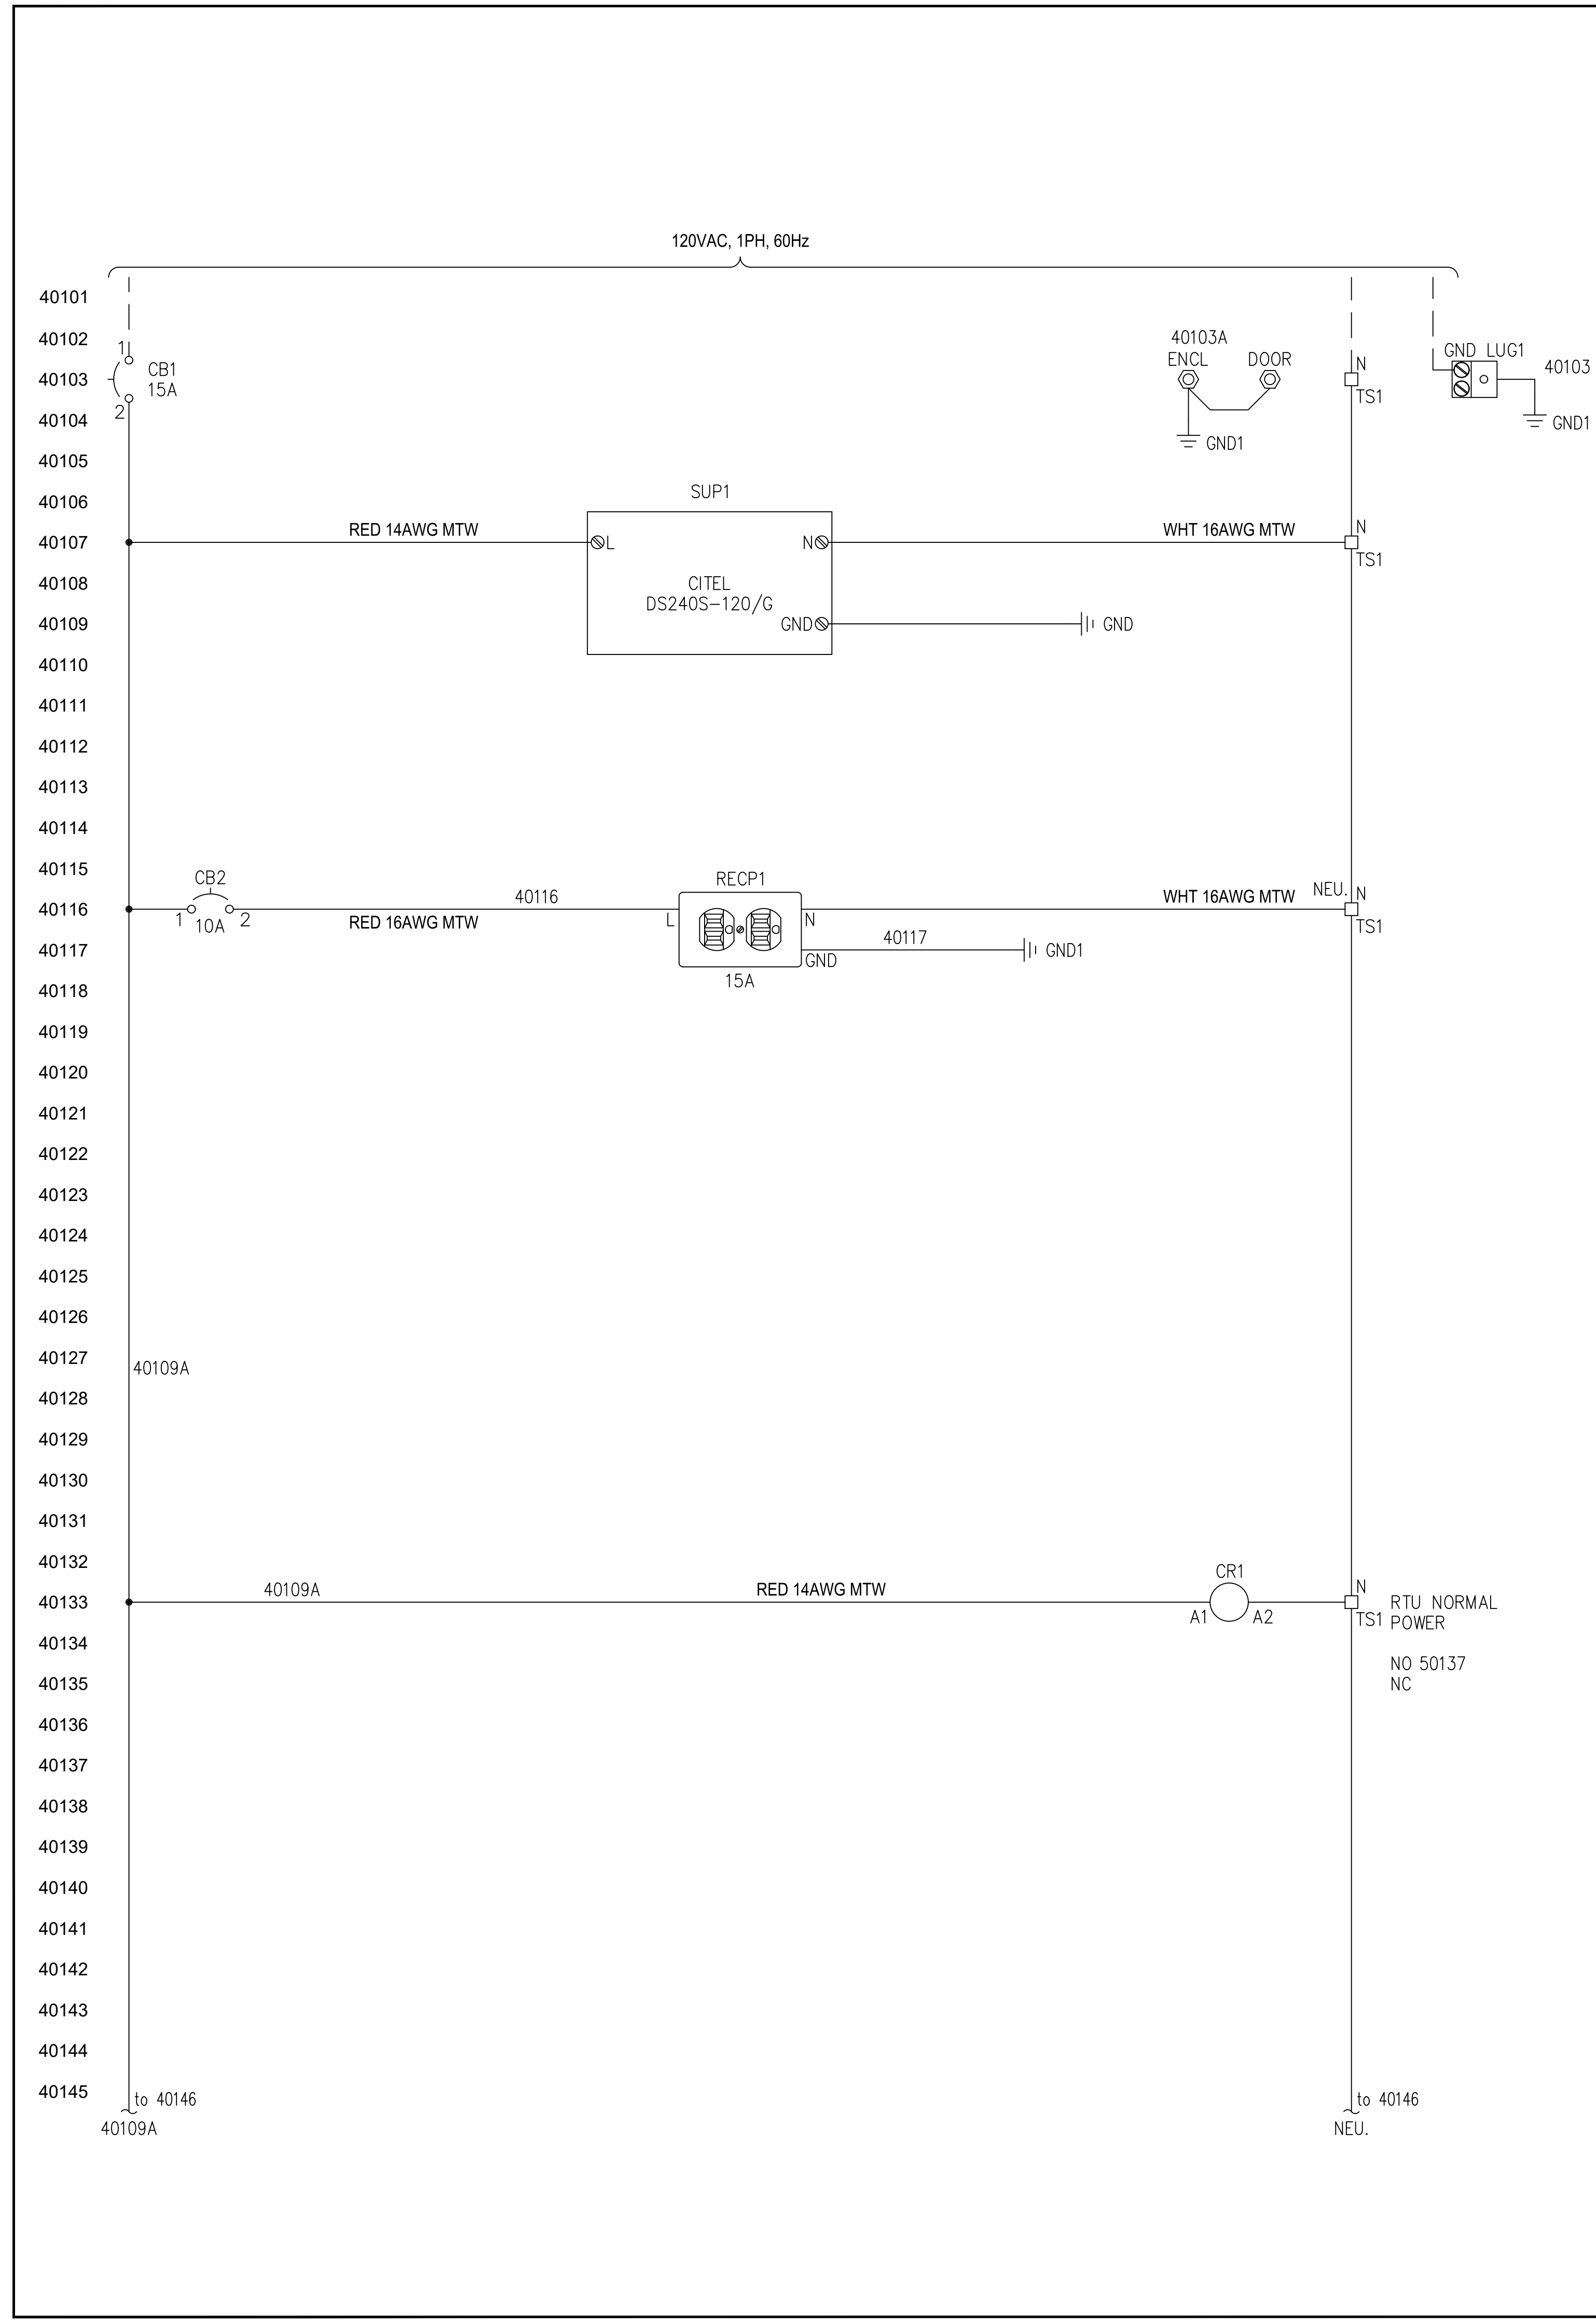 120VAC, 1PH, 60Hz
40101
40102
40103A
1
ENCL DOOR
GND LUG1
CB1
N
40103
40103
15A
TS1
2
40104
GND1
GND1
40105
40106
SUP1
RED 14AWG MTW
WHT 16AWG MTW
N
40107
L
N
TS1
40108
CITEL
DS240S-120/G
40109
GND
GND
40110
40111
40112
40113
40114
40115
CB2
RECP1
40116
WHT 16AWG MTW
NEU.
N
40116
1
10A
2
RED 16AWG MTW
L
N
TS1
40117
40117
GND
GND1
15A
40118
40119
40120
40121
40122
40123
40124
40125
40126
40127
40109A
40128
40129
40130
40131
40132
CR1
40109A
RED 14AWG MTW
N
40133
A1
A2
TS1
RTU NORMAL
POWER
40134
NO 50137
40135
NC
40136
40137
40138
40139
40140
40141
40142
40143
40144
40145
to 40146
to 40146
40109A
NEU.